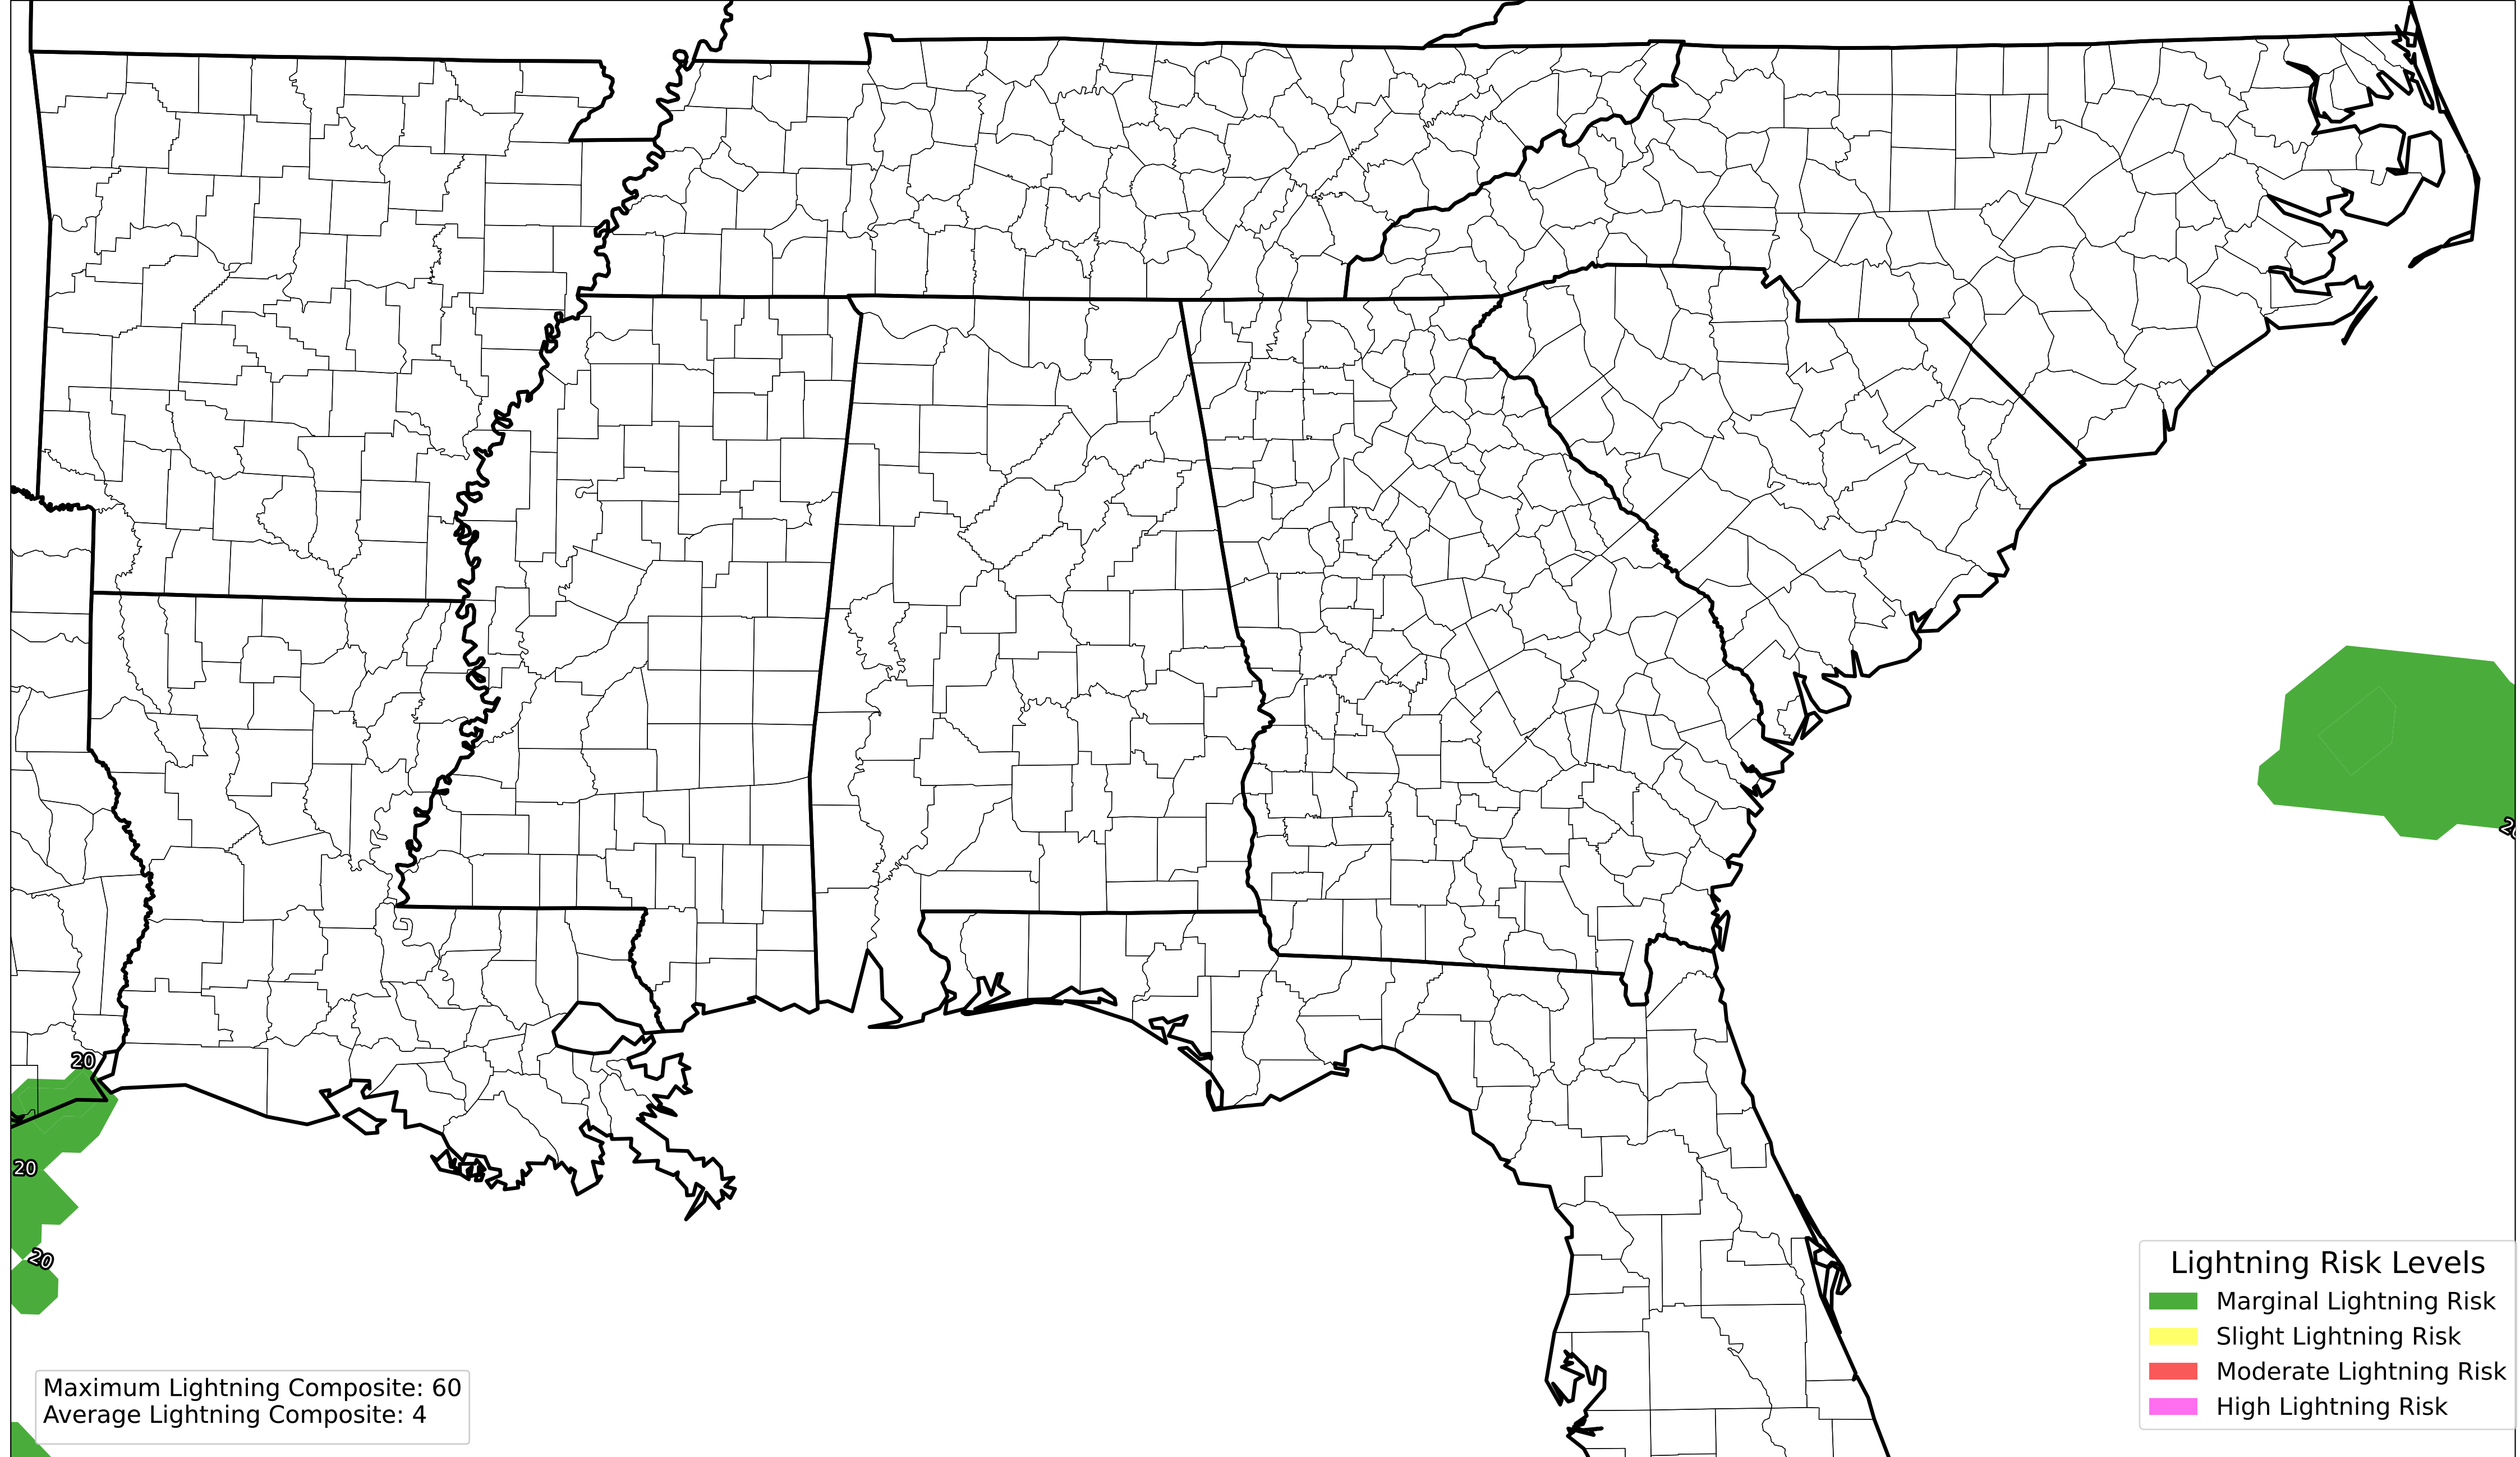 20
20
20
Maximum Lightning Composite: 60
Average Lightning Composite: 4
Lightning Risk Levels
Marginal Lightning Risk
Slight Lightning Risk
Moderate Lightning Risk
High Lightning Risk